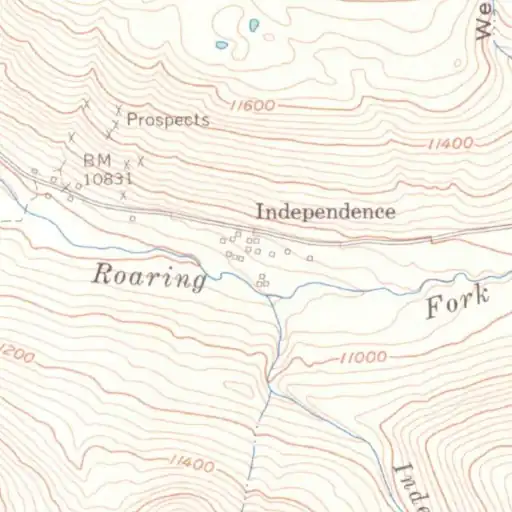 We
11600
Prospects
11400
BM
10831
Independence
Roaring
Fork
1200
11000
11400
Inde